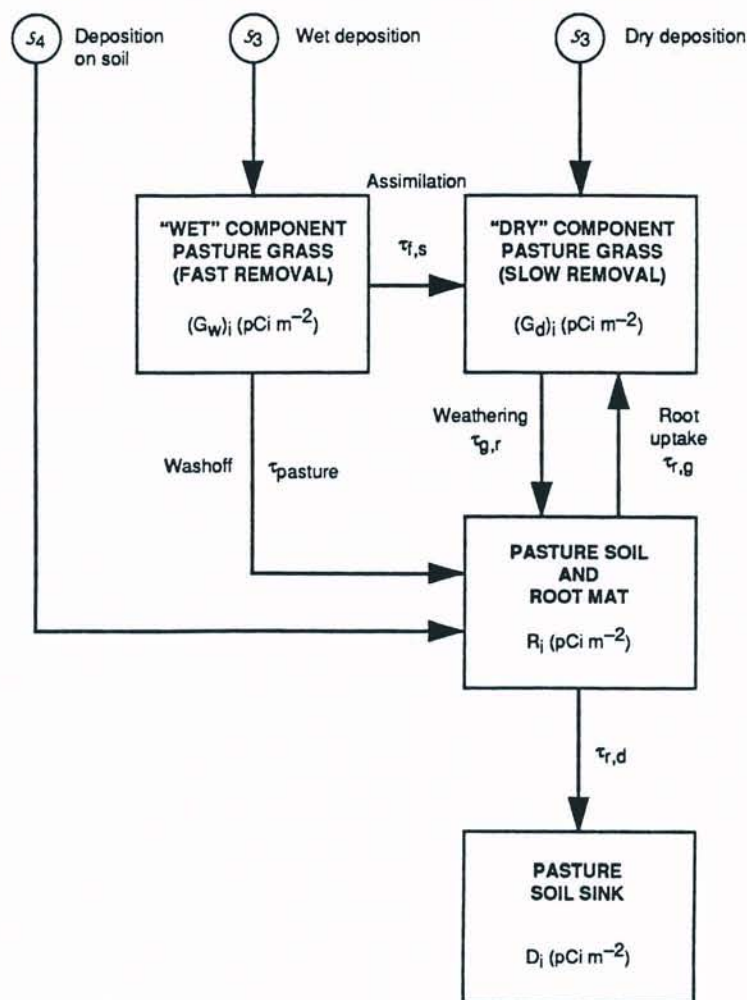 s4 Deposition on soil
s3 Wet deposition
s3 Dry deposition
Assimilation
τf,s
"WET" COMPONENT
PASTURE GRASS
(FAST REMOVAL)
(Gw)i (pCi m−2)
"DRY" COMPONENT
PASTURE GRASS
(SLOW REMOVAL)
(Gd)i (pCi m−2)
Weathering
τg,r
Root
uptake
τr,g
Washoff
τpasture
PASTURE SOIL
AND
ROOT MAT
Ri (pCi m−2)
τr,d
PASTURE
SOIL SINK
Di (pCi m−2)